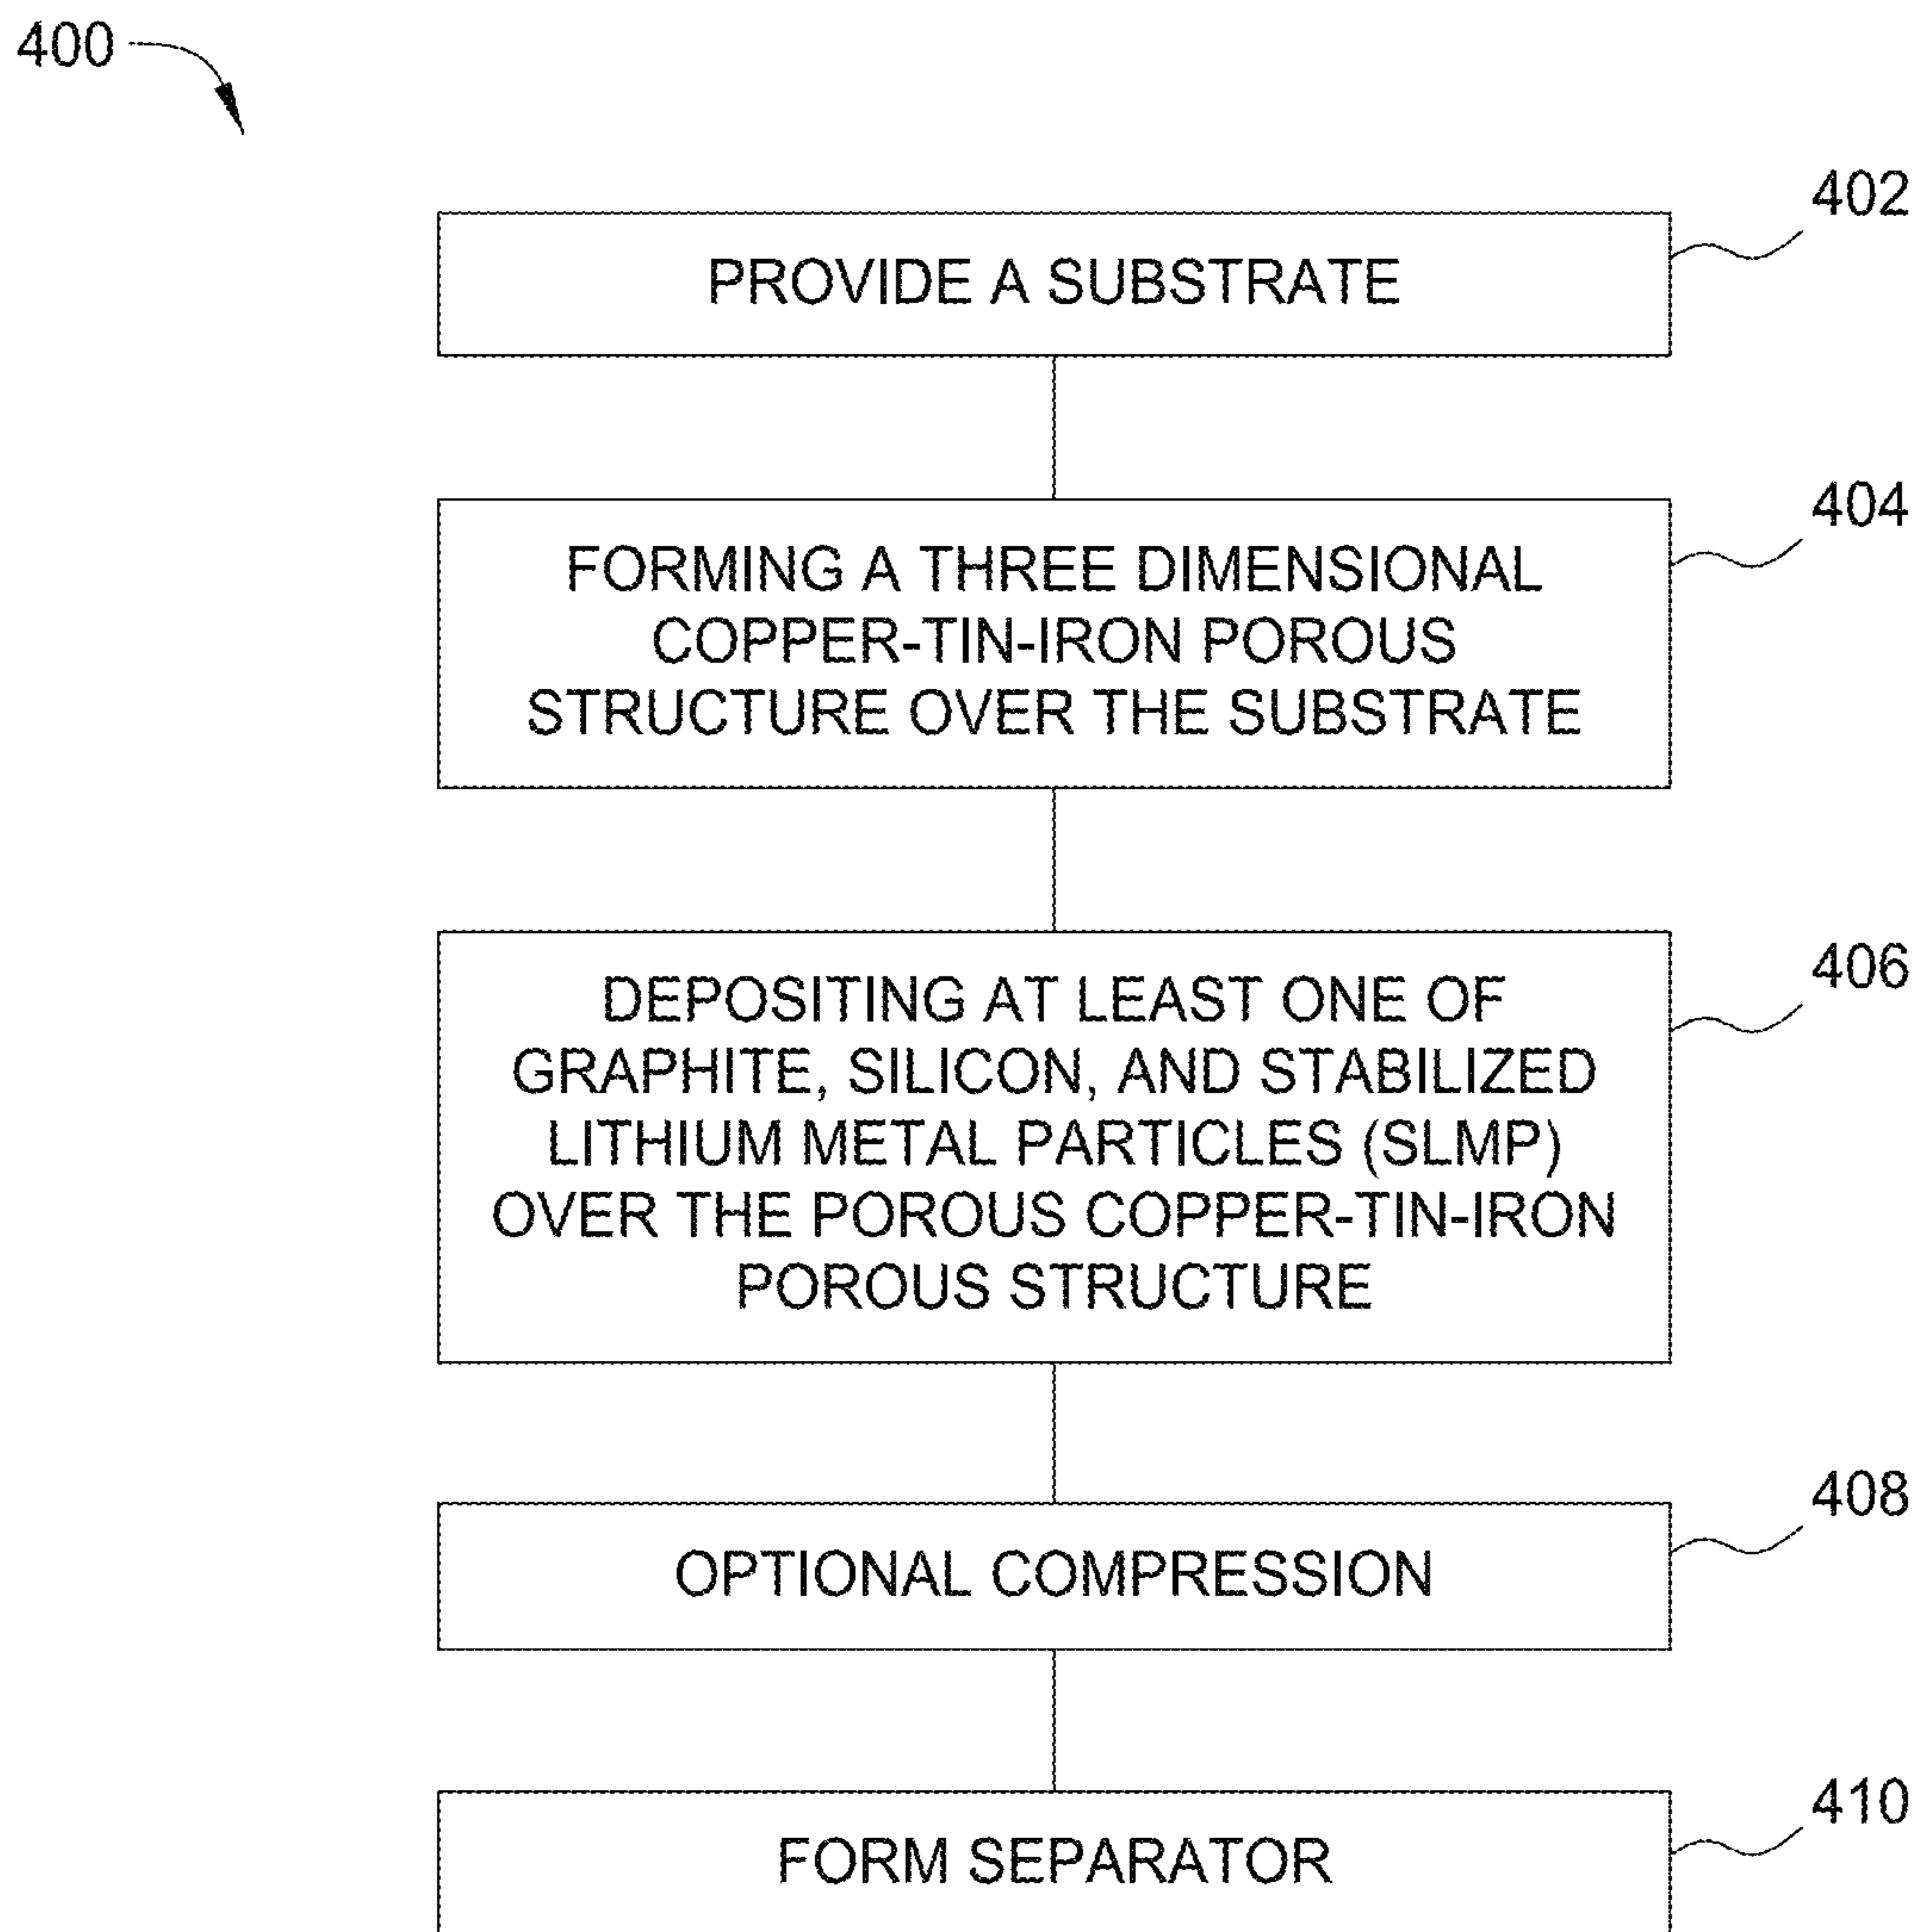 400
402
PROVIDE A SUBSTRATE
404
FORMING A THREE DIMENSIONAL
COPPER-TIN-IRON POROUS
STRUCTURE OVER THE SUBSTRATE
406
DEPOSITING AT LEAST ONE OF
GRAPHITE, SILICON, AND STABILIZED
LITHIUM METAL PARTICLES (SLMP)
OVER THE POROUS COPPER-TIN-IRON
POROUS STRUCTURE
408
OPTIONAL COMPRESSION
410
FORM SEPARATOR